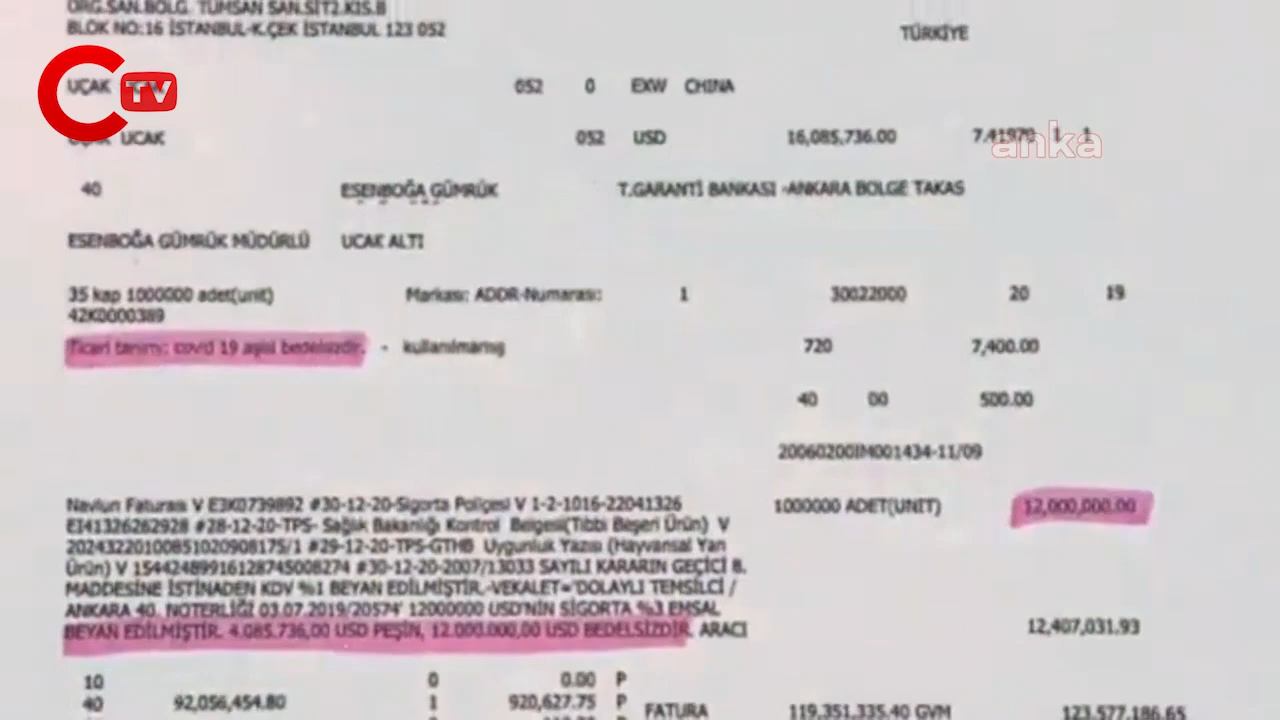 ORG.SAN.BOLG. TUMSAN SAN.SIT2.KIS.B
BLOK NO:16 İSTANBUL-K.ÇEK İSTANBUL 123 052
TÜRKİYE
UÇAK 052 0 EXW CHINA
TV
UCAK 052 USD 16,085,736.00 7.41970 1 1
anka
40 ESENBOĞA GÜMRÜK T.GARANTİ BANKASI -ANKARA BOLGE TAKAS
ESENBOĞA GÜMRÜK MÜDÜRLÜ UCAK ALTI
35 kap 1000000 adet(unit) Markası: ADDR-Numarası: 1 30022000 20 19
42K0000389
Ticari tanımı: covid 19 aşisi bedelsizdir. - kullanılmamış 720 7,400.00
40 00 500.00
20060200IM001434-11/09
Navlun Faturası V E3K0739892 #30-12-20-Sigorta Poliçesi V 1-2-1016-22041326 1000000 ADET(UNIT) 12,000,000.00
EI41326262928 #28-12-20-TPS- Sağlık Bakanlığı Kontrol Belgesi(Tıbbi Beşeri Ürün) V
20243220100851020908175/1 #29-12-20-TPS-GTHB Uygunluk Yazısı (Hayvansal Yan
Ürün) V 15442489916128745008274 #30-12-20-2007/13033 SAYILI KARARIN GEÇİCİ 8.
MADDESİNE İSTİNADEN KDV %1 BEYAN EDİLMİŞTİR.-VEKALET='DOLAYLI TEMSİLCİ /
ANKARA 40. NOTERLİĞİ 03.07.2019/20574' 12000000 USD'NİN SİGORTA %3 EMSAL
BEYAN EDİLMİŞTİR. 4.085.736,00 USD PEŞİN, 12.000.000,00 USD BEDELSİZDİR. ARACI 12,407,031.93
10 0 0.00 P
40 92,056,454.80 1 920,627.75 P FATURA 119,351,335.40 GVM 123,577,186.65